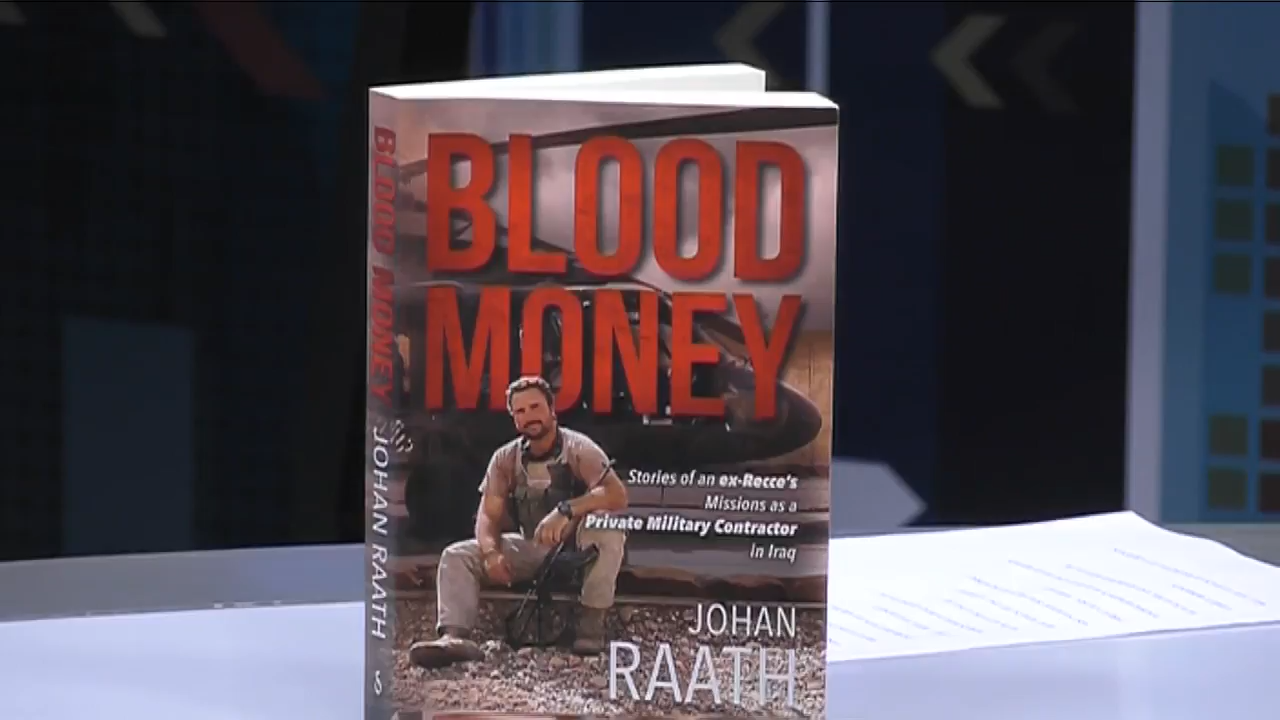 BLOOD MONEY JOHAN RAATH
BLOOD
MONEY
Stories of an ex-Recce's
Missions as a
Private Military Contractor
in Iraq
JOHAN
RAATH